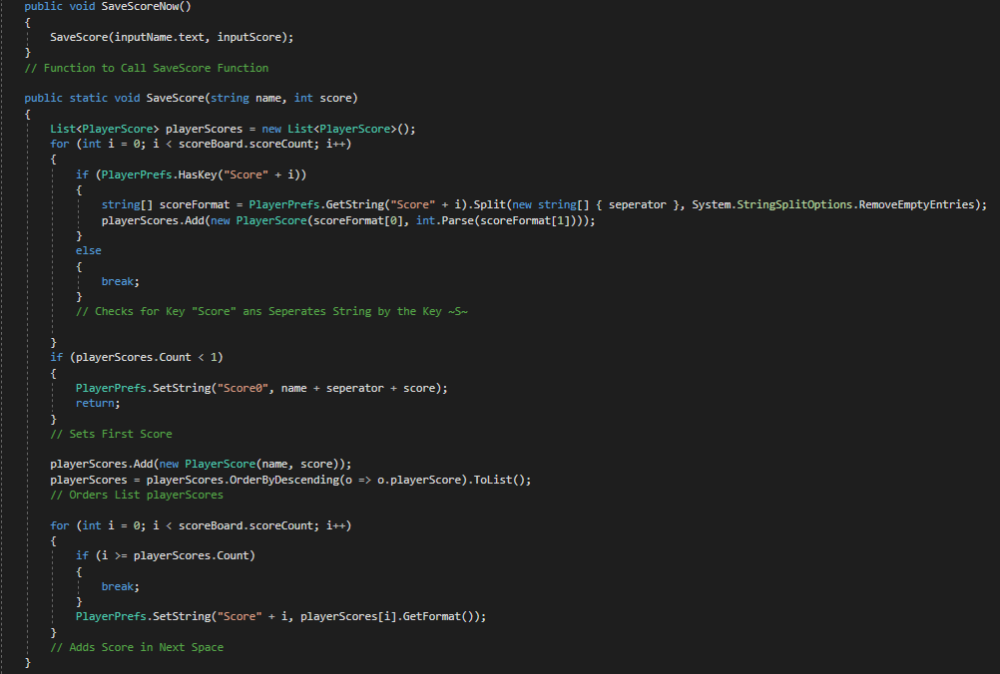 public void SaveScoreNow()
{
SaveScore(inputName.text, inputScore);
}
// Function to Call SaveScore Function
public static void SaveScore(string name, int score)
{
List<PlayerScore> playerScores = new List<PlayerScore>();
for (int i = 0; i < scoreBoard.scoreCount; i++)
{
if (PlayerPrefs.HasKey("Score" + i))
{
string[] scoreFormat = PlayerPrefs.GetString("Score" + i).Split(new string[] { seperator }, System.StringSplitOptions.RemoveEmptyEntries);
playerScores.Add(new PlayerScore(scoreFormat[0], int.Parse(scoreFormat[1])));
}
else
{
break;
}
// Checks for Key "Score" ans Seperates String by the Key ~S~
}
if (playerScores.Count < 1)
{
PlayerPrefs.SetString("Score0", name + seperator + score);
return;
}
// Sets First Score
playerScores.Add(new PlayerScore(name, score));
playerScores = playerScores.OrderByDescending(o => o.playerScore).ToList();
// Orders List playerScores
for (int i = 0; i < scoreBoard.scoreCount; i++)
{
if (i >= playerScores.Count)
{
break;
}
PlayerPrefs.SetString("Score" + i, playerScores[i].GetFormat());
}
// Adds Score in Next Space
}